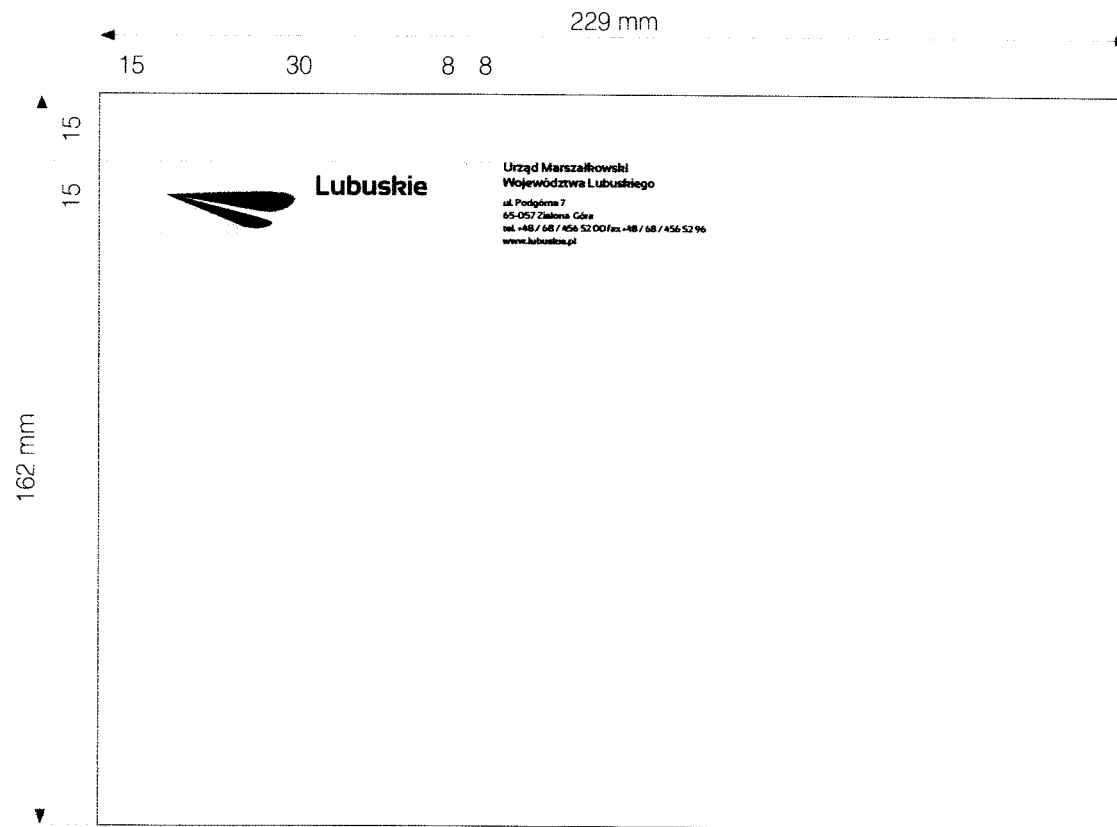 229 mm
15 30 8 8
15
15
162 mm
Lubuskie
Urząd Marszałkowski
Województwa Lubuskiego
ul. Podgórna 7
65-057 Zielona Góra
tel. +48 / 68 / 456 52 00 fax +48 / 68 / 456 52 96
www.lubuskie.pl